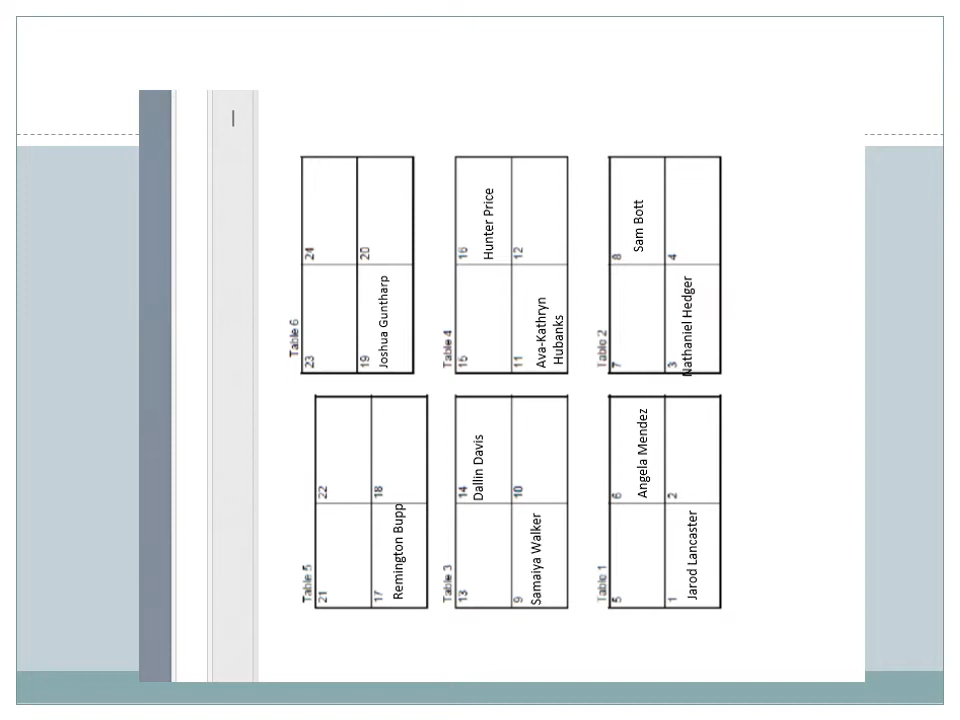 Table 6
23
24
19
Joshua Guntharp
20
Table 4
15
16
Hunter Price
11
Ava-Kathryn
Hubanks
12
Table 2
7
8
Sam Bott
3
Nathaniel Hedger
4
Table 5
21
22
17
Remington Bupp
18
Table 3
13
14
Dallin Davis
9
Samaiya Walker
10
Table 1
5
6
Angela Mendez
1
Jarod Lancaster
2